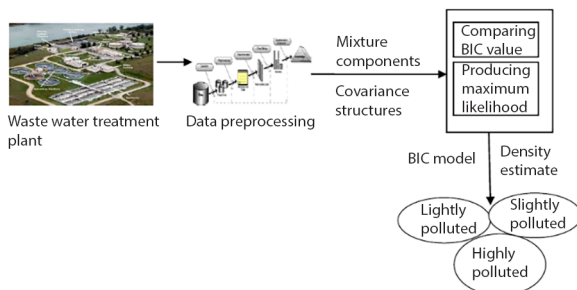 Waste water treatment
plant
Data preprocessing
Mixture
components
Covariance
structures
Comparing
BIC value
Producing
maximum
likelihood
BIC model
Density
estimate
Lightly
polluted
Slightly
polluted
Highly
polluted